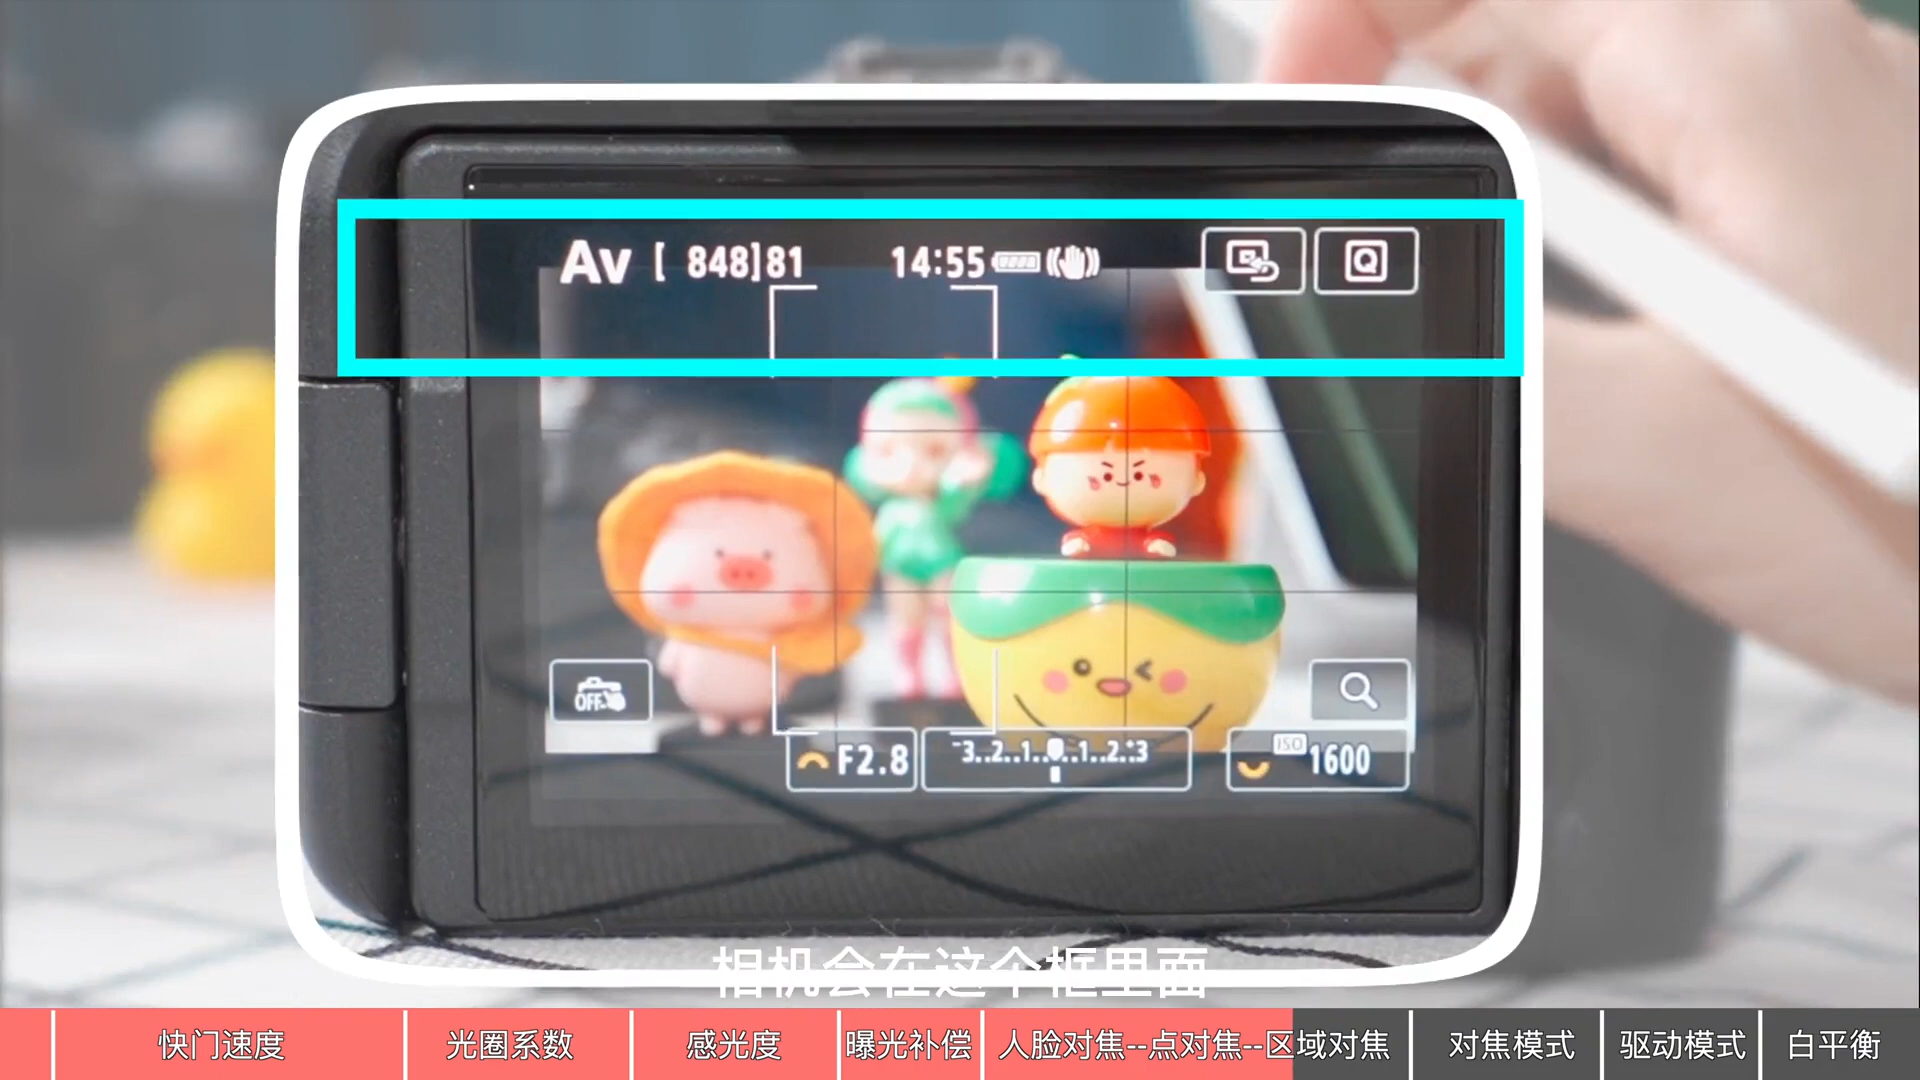 Av [ 848]81 14:55 Q
OFF
F2.8 -3..2..1..0..1..2..+3 ISO 1600
相机会在这个框里面
快门速度 光圈系数 感光度 曝光补偿 人脸对焦--点对焦--区域对焦 对焦模式 驱动模式 白平衡